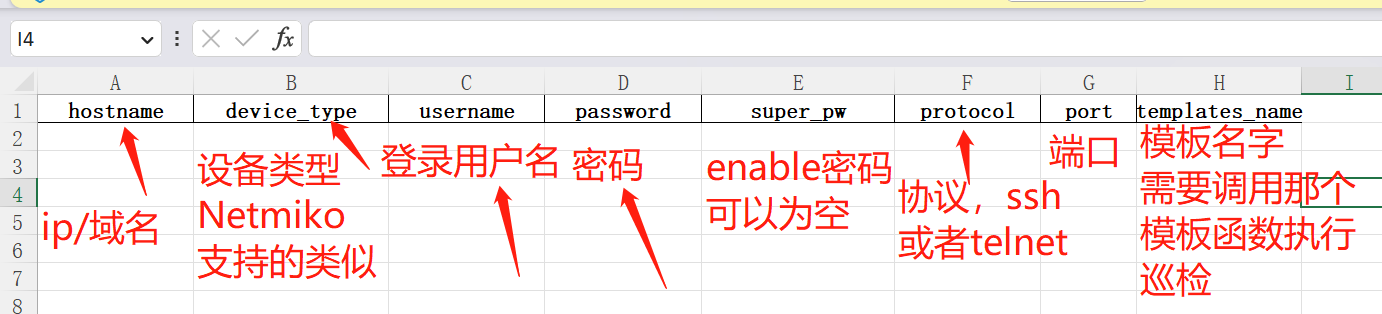 I4
fx
A B C D E F G H I
1 hostname device_type username password super_pw protocol port templates_name
2
3
4
5
6
7
8
ip/域名
设备类型
Netmiko
支持的类似
登录用户名
密码
enable密码
可以为空
协议，ssh
或者telnet
端口
模板名字
需要调用那个
模板函数执行
巡检